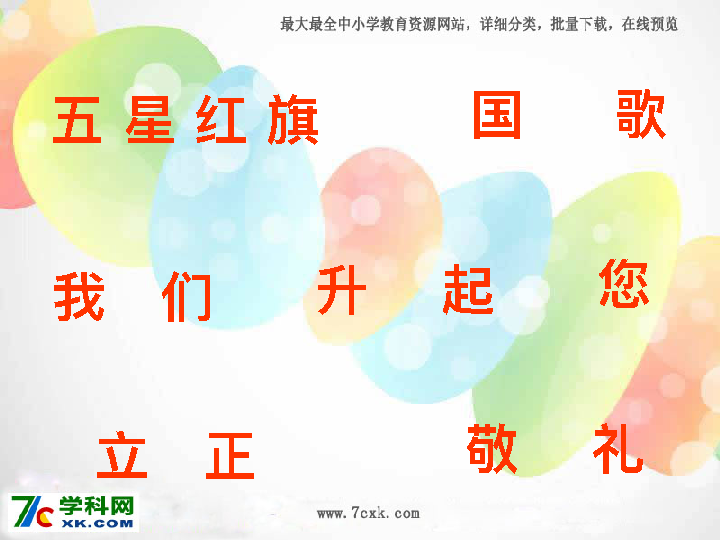 最大最全中小学教育资源网站，详细分类，批量下载，在线预览
五 星 红 旗 国 歌
我 们 升 起 您
立 正 敬 礼
7c 学科网
XK.COM
www.7cxk.com